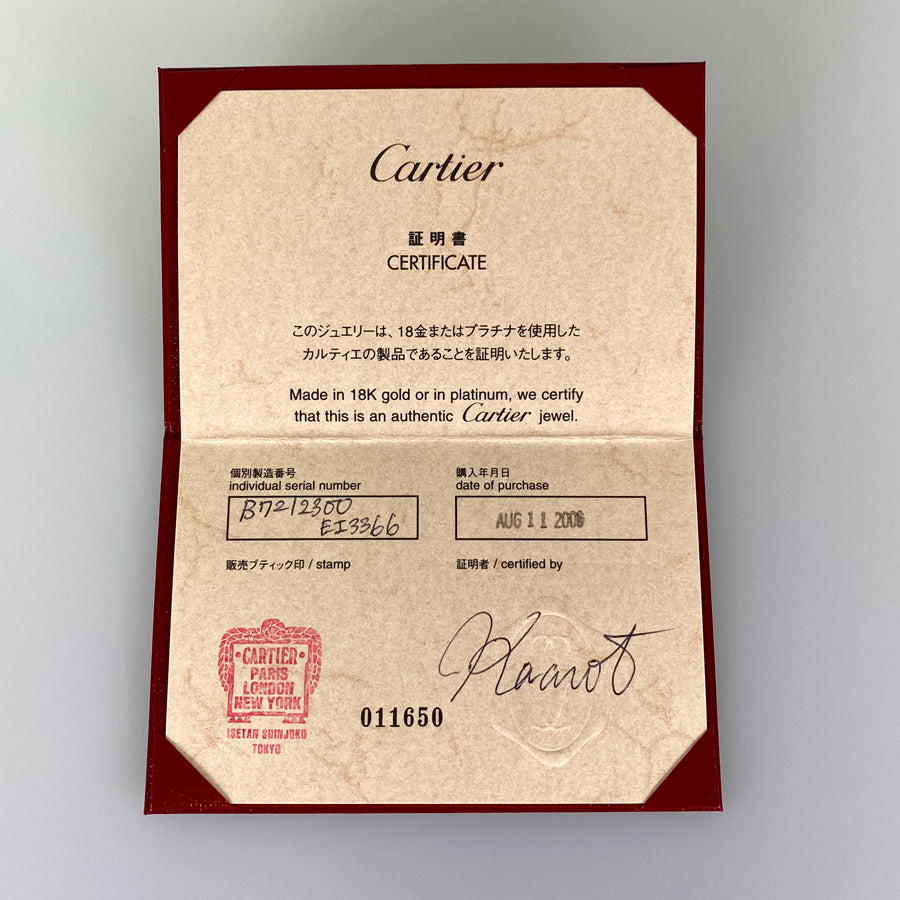 Cartier
証明書
CERTIFICATE
このジュエリーは、18金またはプラチナを使用した
カルティエの製品であることを証明いたします。
Made in 18K gold or in platinum, we certify
that this is an authentic Cartier jewel.
個別製造番号
individual serial number
B7212300
EI3366
購入年月日
date of purchase
AUG 11 2006
販売ブティック印 / stamp
証明者 / certified by
CARTIER
PARIS
LONDON
NEW YORK
ISETAN SHINJUKU
TOKYO
011650